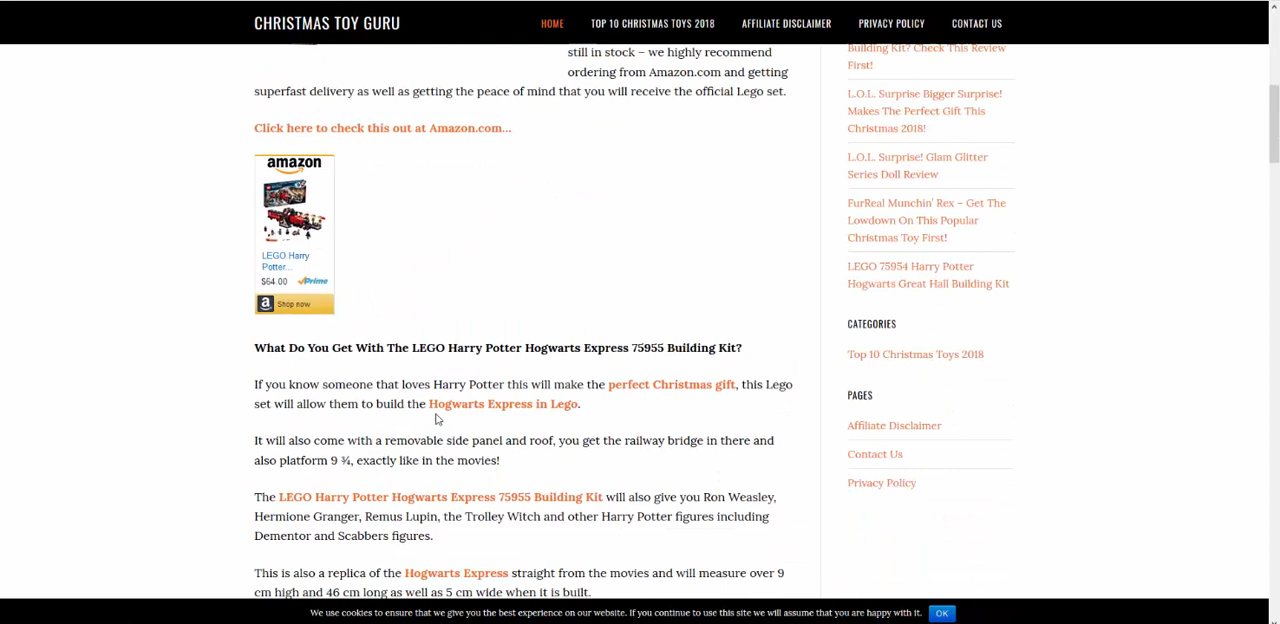 CHRISTMAS TOY GURU
HOME
TOP 10 CHRISTMAS TOYS 2018
AFFILIATE DISCLAIMER
PRIVACY POLICY
CONTACT US
still in stock – we highly recommend
ordering from Amazon.com and getting
superfast delivery as well as getting the peace of mind that you will receive the official Lego set.
Click here to check this out at Amazon.com...
amazon
LEGO Harry
Potter...
$64.00 Prime
a Shop now
What Do You Get With The LEGO Harry Potter Hogwarts Express 75955 Building Kit?
If you know someone that loves Harry Potter this will make the perfect Christmas gift, this Lego
set will allow them to build the Hogwarts Express in Lego.
It will also come with a removable side panel and roof, you get the railway bridge in there and
also platform 9 ¾, exactly like in the movies!
The LEGO Harry Potter Hogwarts Express 75955 Building Kit will also give you Ron Weasley,
Hermione Granger, Remus Lupin, the Trolley Witch and other Harry Potter figures including
Dementor and Scabbers figures.
This is also a replica of the Hogwarts Express straight from the movies and will measure over 9
cm high and 46 cm long as well as 5 cm wide when it is built.
Building Kit? Check This Review
First!
L.O.L. Surprise Bigger Surprise!
Makes The Perfect Gift This
Christmas 2018!
L.O.L. Surprise! Glam Glitter
Series Doll Review
FurReal Munchin' Rex – Get The
Lowdown On This Popular
Christmas Toy First!
LEGO 75954 Harry Potter
Hogwarts Great Hall Building Kit
CATEGORIES
Top 10 Christmas Toys 2018
PAGES
Affiliate Disclaimer
Contact Us
Privacy Policy
We use cookies to ensure that we give you the best experience on our website. If you continue to use this site we will assume that you are happy with it.
OK